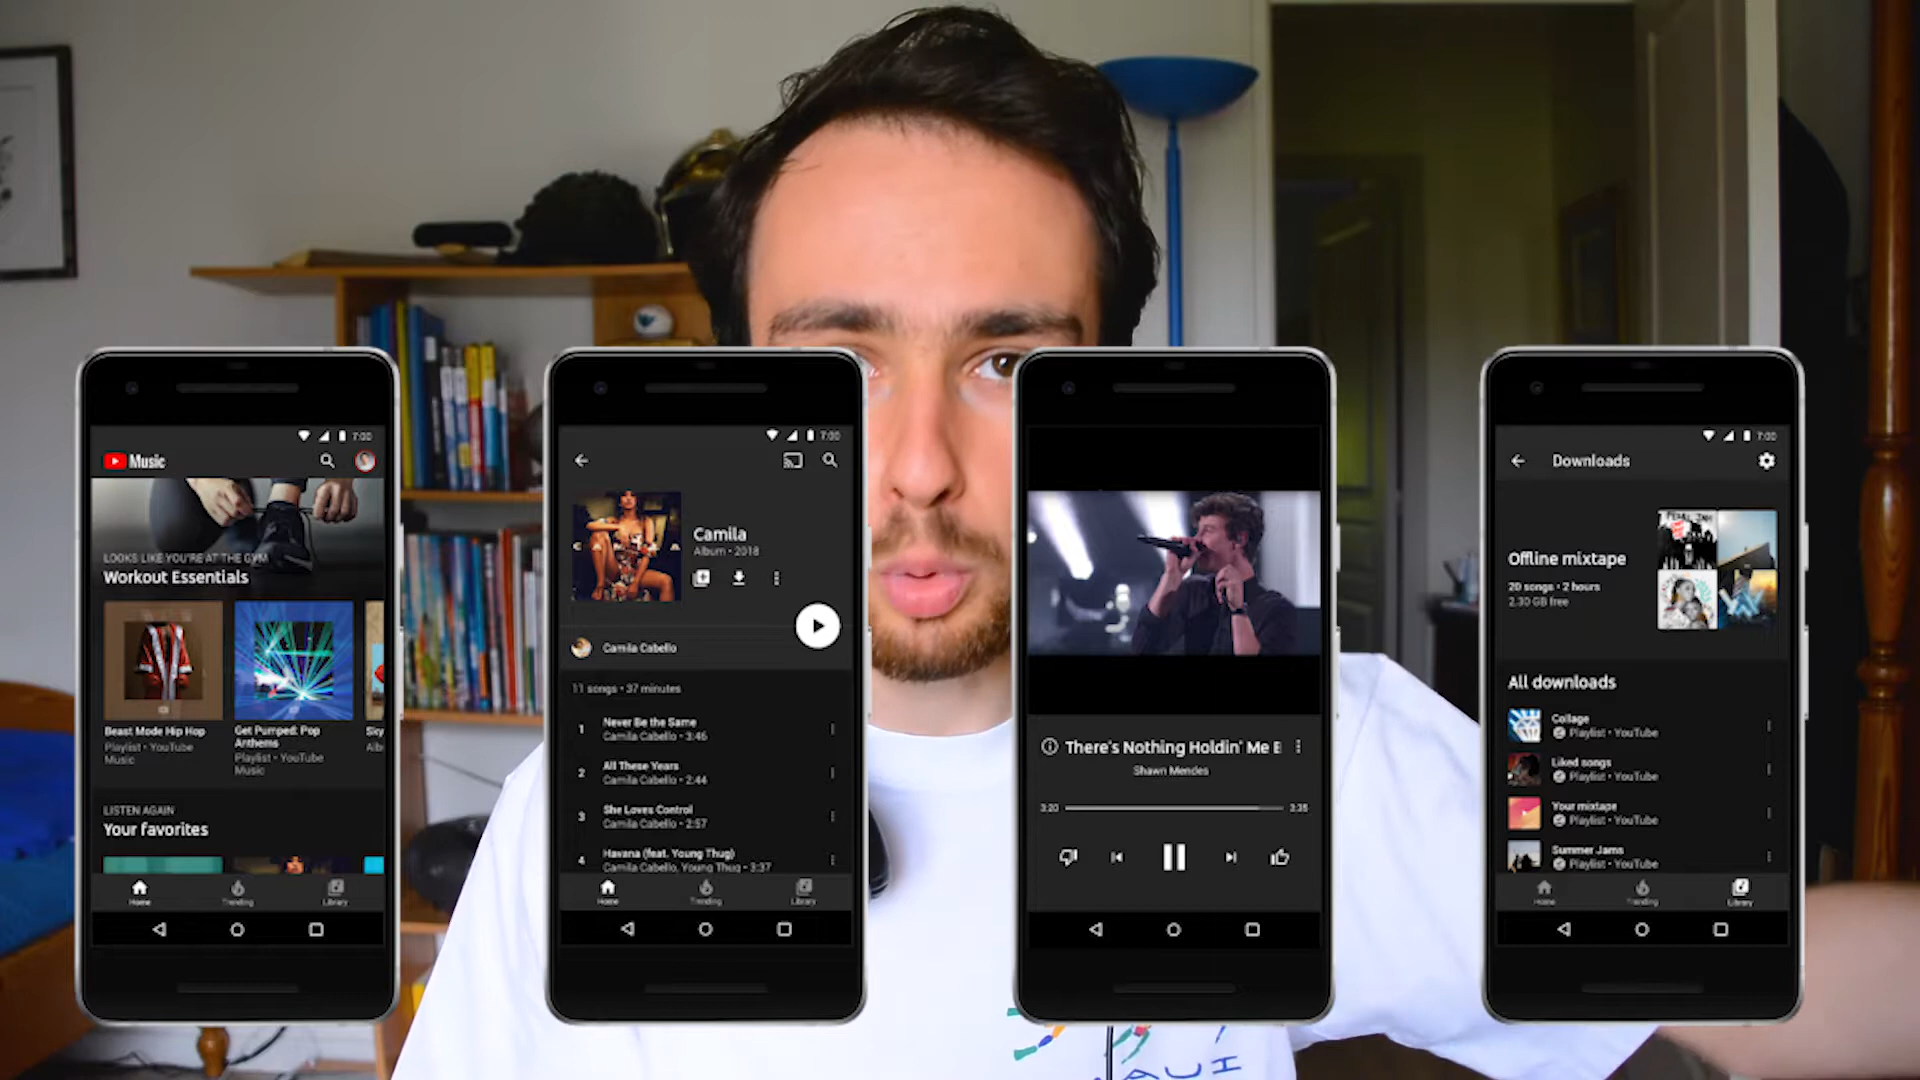 7:00
Music
LOOKS LIKE YOU'RE AT THE GYM
Workout Essentials
Beast Mode Hip Hop
Playlist • YouTube
Music
Get Pumped: Pop
Anthems
Playlist • YouTube
Music
Sky
Alb
LISTEN AGAIN
Your favorites
Home
Trending
Library
7:00
Camila
Album • 2018
Camila Cabello
11 songs • 37 minutes
1
Never Be the Same
Camila Cabello • 3:46
2
All These Years
Camila Cabello • 2:44
3
She Loves Control
Camila Cabello • 2:57
4
Havana (feat. Young Thug)
Camila Cabello, Young Thug • 3:37
Home
Trending
Library
There's Nothing Holdin' Me B
Shawn Mendes
3:20
3:35
7:00
Downloads
Offline mixtape
20 songs • 2 hours
2.30 GB free
All downloads
Collage
Playlist • YouTube
Liked songs
Playlist • YouTube
Your mixtape
Playlist • YouTube
Summer Jams
Playlist • YouTube
Home
Trending
Library